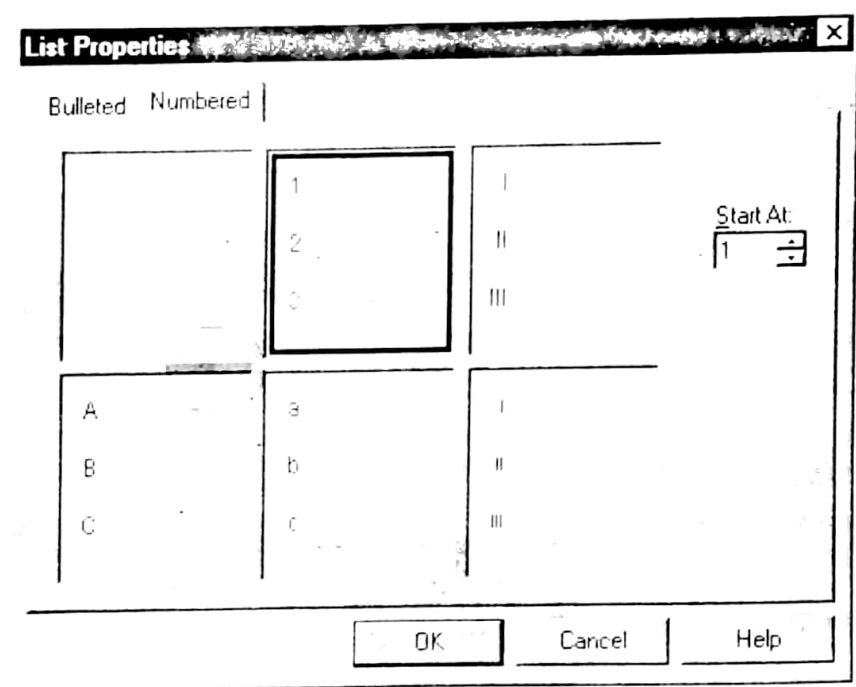 List Properties
Bulleted Numbered
1
2
3
I
II
III
Start At:
1
A
B
C
a
b
c
i
ii
iii
OK Cancel Help